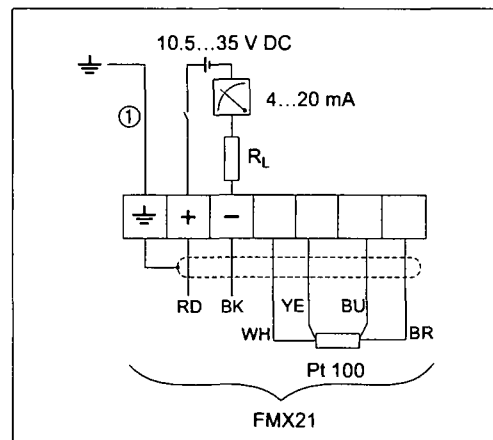 10.5...35 V DC
①
4...20 mA
RL
+ −
RD BK YE BU
WH BR
Pt 100
FMX21